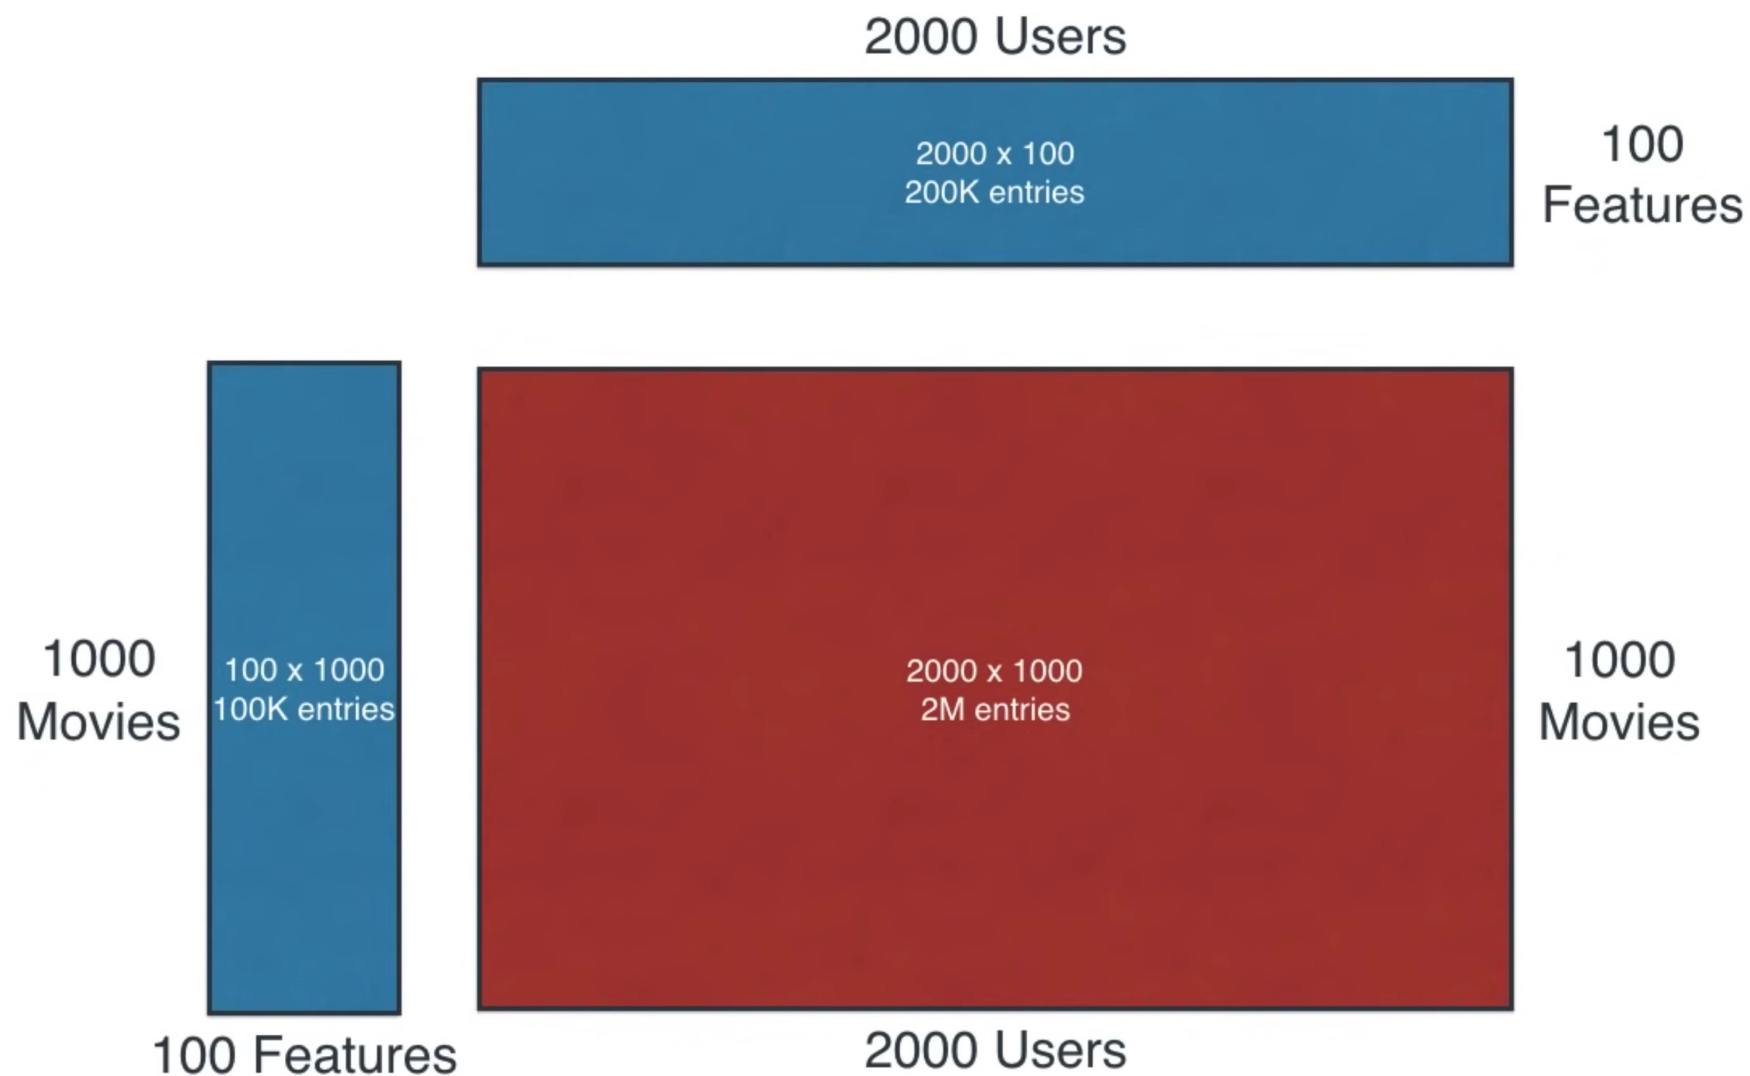 2000 Users
2000 x 100
200K entries
100
Features
1000
Movies
100 x 1000
100K entries
2000 x 1000
2M entries
1000
Movies
100 Features
2000 Users